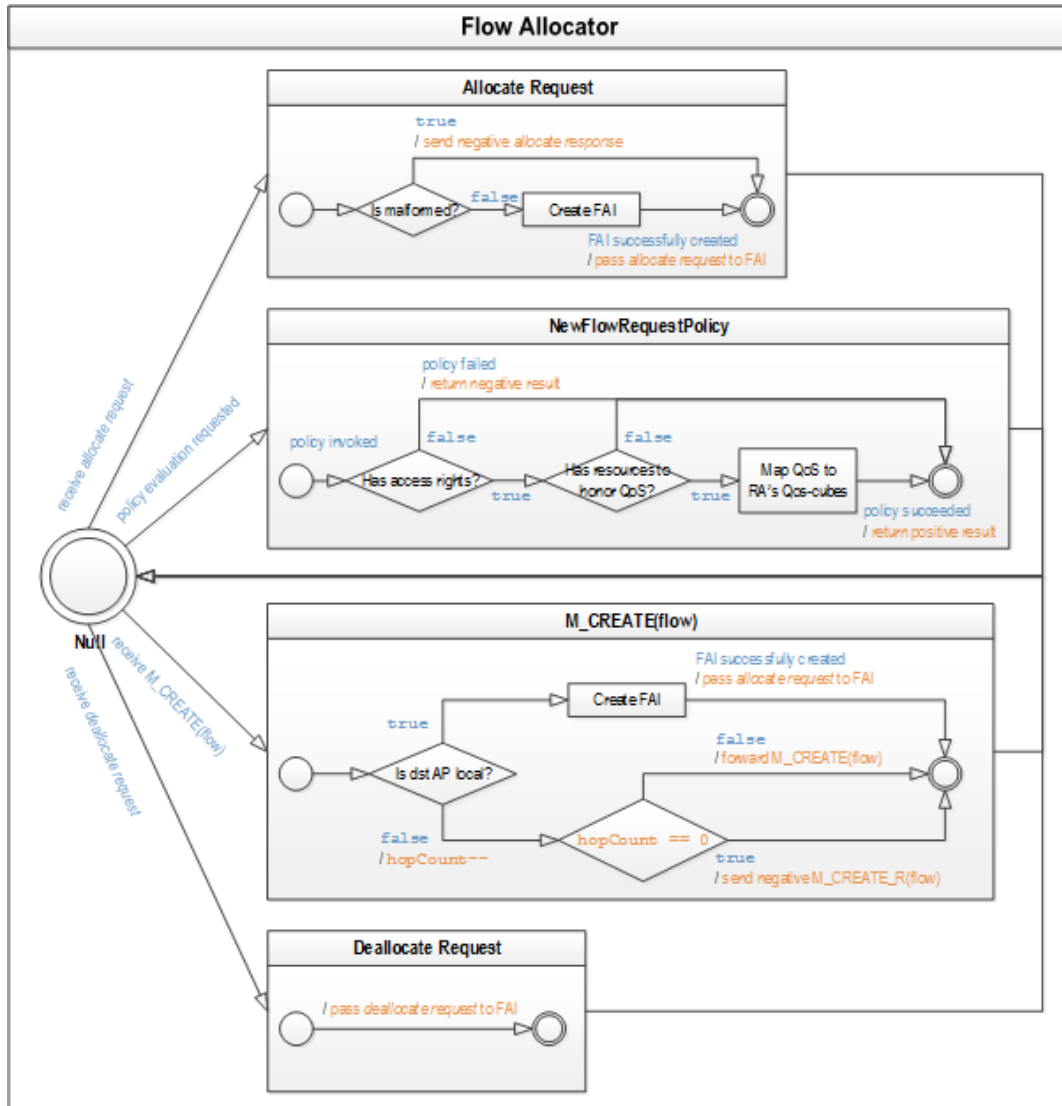 Flow Allocator
Allocate Request
true
/ send negative allocate response
Is malformed?
false
Create FAI
FAI successfully created
/ pass allocate request to FAI
receive allocate request
NewFlowRequestPolicy
policy failed
/ return negative result
policy invoked
false
false
Has access rights?
true
Has resources to
honor QoS?
true
Map QoS to
RA's Qos-cubes
policy succeeded
/ return positive result
policy evaluation requested
Null
receive M_CREATE(flow)
receive deallocate request
M_CREATE(flow)
FAI successfully created
/ pass allocate request to FAI
Create FAI
true
false
/ forward M_CREATE(flow)
Is dst AP local?
false
/ hopCount--
hopCount == 0
true
/ send negative M_CREATE_R(flow)
Deallocate Request
/ pass deallocate request to FAI